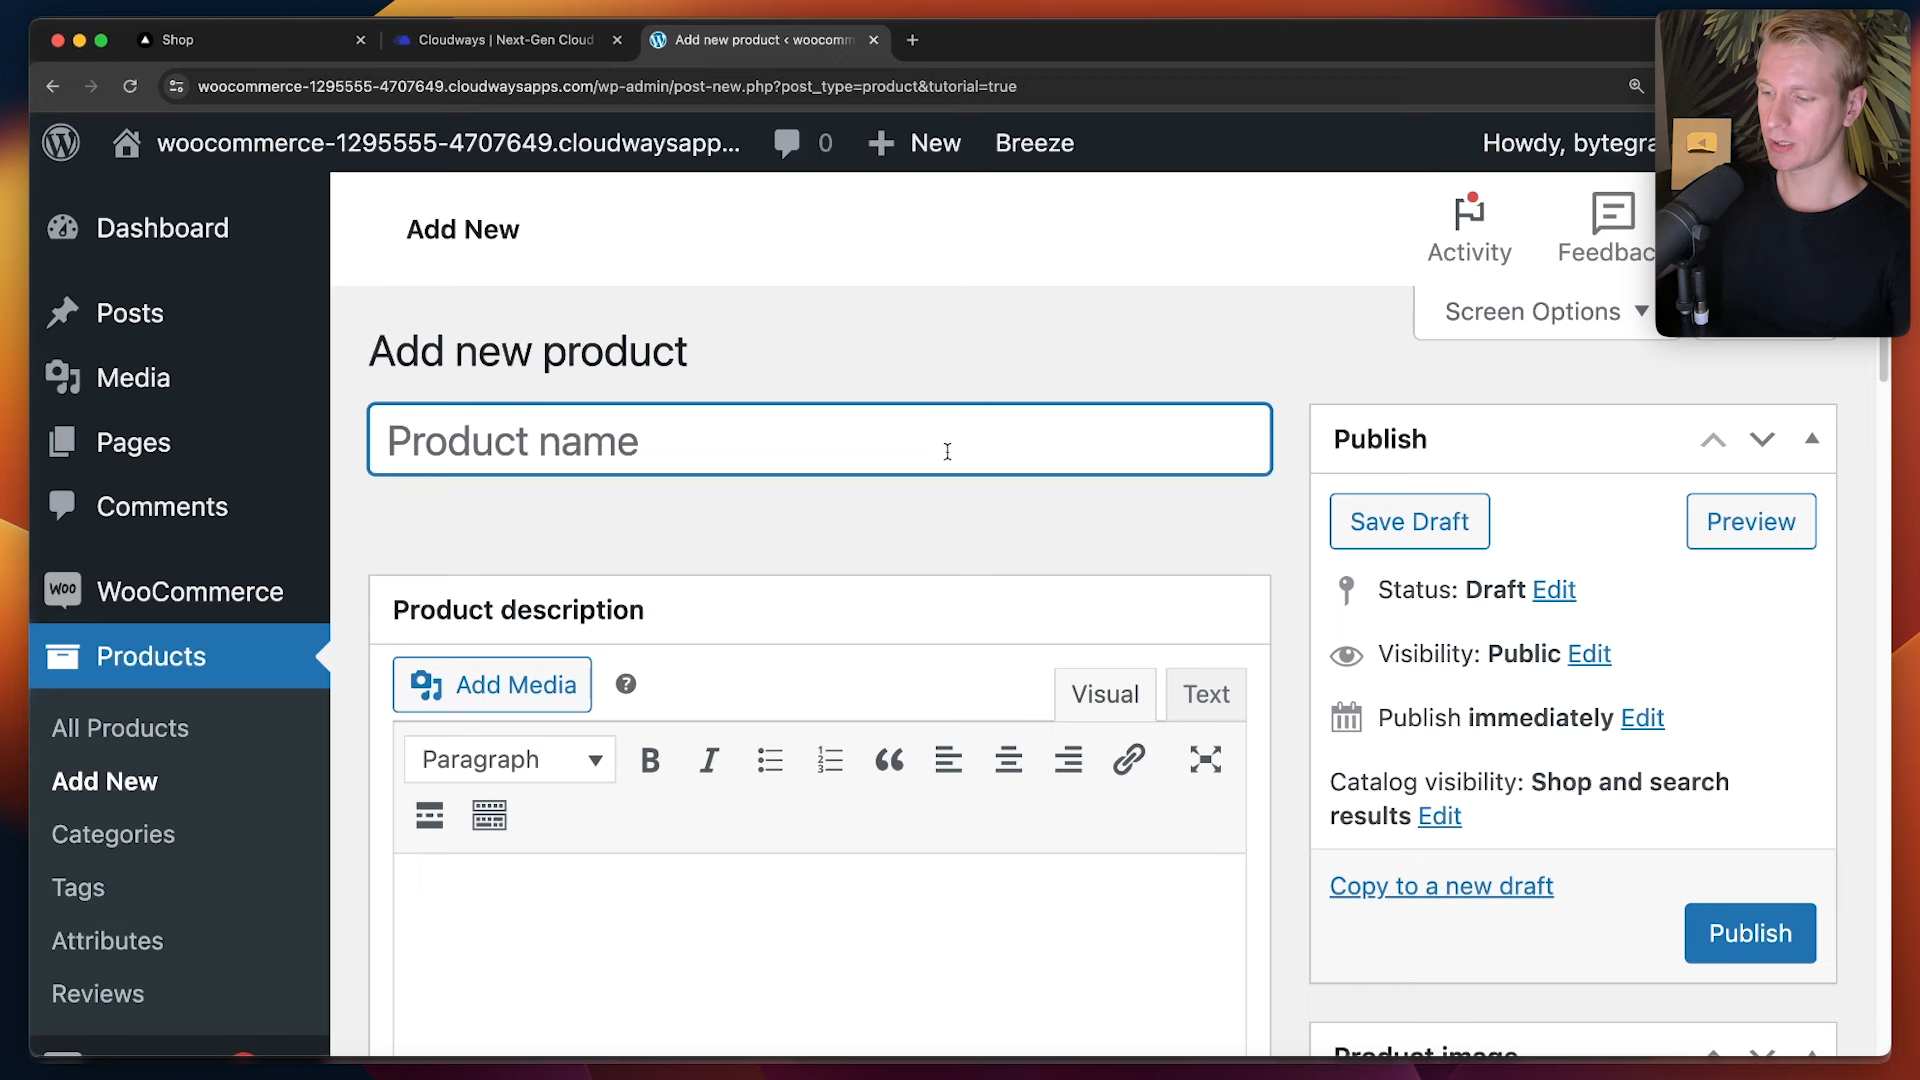 Shop
Cloudways | Next-Gen Cloud
Add new product ‹ woocomm
woocommerce-1295555-4707649.cloudwaysapps.com/wp-admin/post-new.php?post_type=product&tutorial=true
woocommerce-1295555-4707649.cloudwaysapp...
0
New
Breeze
Howdy, bytegra
Dashboard
Posts
Media
Pages
Comments
Woo WooCommerce
Products
All Products
Add New
Categories
Tags
Attributes
Reviews
Add New
Activity
Feedbac
Screen Options
Add new product
Product name
Product description
Add Media
Visual
Text
Paragraph
Publish
Save Draft
Preview
Status: Draft Edit
Visibility: Public Edit
Publish immediately Edit
Catalog visibility: Shop and search
results Edit
Copy to a new draft
Publish
Product image